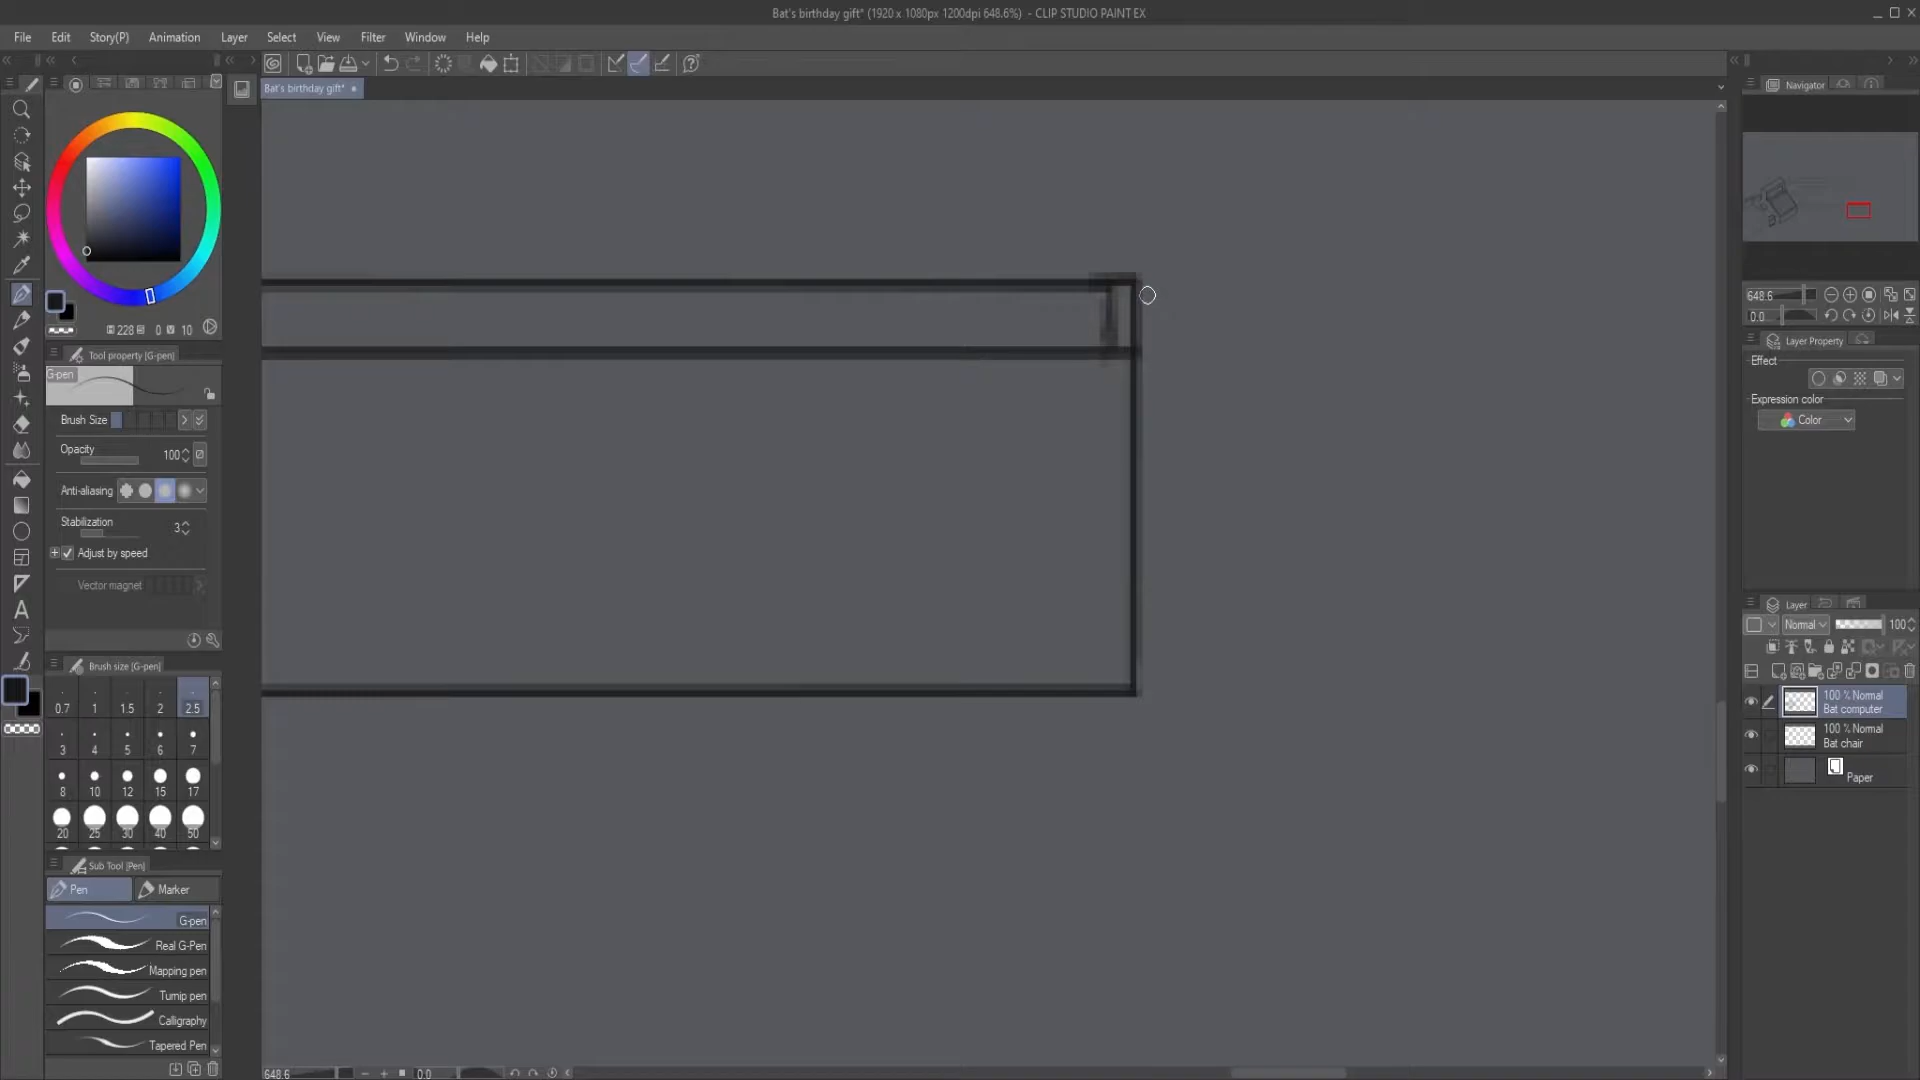 Bat's birthday gift* (1920 x 1080px 1200dpi 648.6%) - CLIP STUDIO PAINT EX
File Edit Story(P) Animation Layer Select View Filter Window Help
Bat's birthday gift*
Navigator
228 0 V 10
648.6
0.0
Tool property [G-pen]
G-pen
Brush Size
Opacity 100
Anti-aliasing
Stabilization 3
Adjust by speed
Vector magnet
Brush size [G-pen]
0.7 1 1.5 2 2.5
3 4 5 6 7
8 10 12 15 17
20 25 30 40 50
Sub Tool [Pen]
Pen Marker
G-pen
Real G-Pen
Mapping pen
Turnip pen
Calligraphy
Tapered Pen
Layer Property
Effect
Expression color
Color
Layer
Normal 100
100 % Normal
Bat computer
100 % Normal
Bat chair
Paper
648.6 0.0